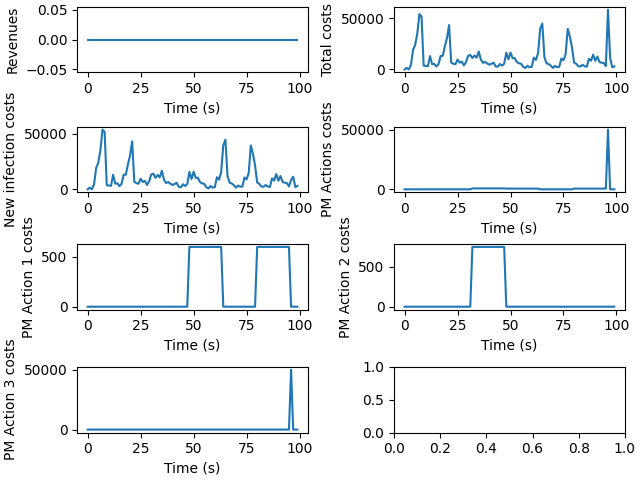 Revenues
0.05
0.00
−0.05
0 25 50 75 100
Time (s)
Total costs
50000
0
0 25 50 75 100
Time (s)
New infection costs
50000
0
0 25 50 75 100
Time (s)
PM Actions costs
50000
0
0 25 50 75 100
Time (s)
PM Action 1 costs
500
0
0 25 50 75 100
Time (s)
PM Action 2 costs
500
0
0 25 50 75 100
Time (s)
PM Action 3 costs
50000
0
0 25 50 75 100
Time (s)
1.0
0.5
0.0
0.0 0.2 0.4 0.6 0.8 1.0